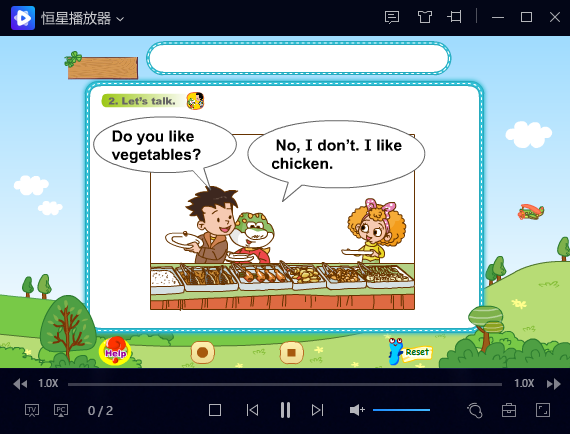 恒星播放器
2. Let's talk.
Do you like
vegetables?
No, I don't. I like
chicken.
Help
Reset
1.0X
1.0X
TV
PC
0 / 2